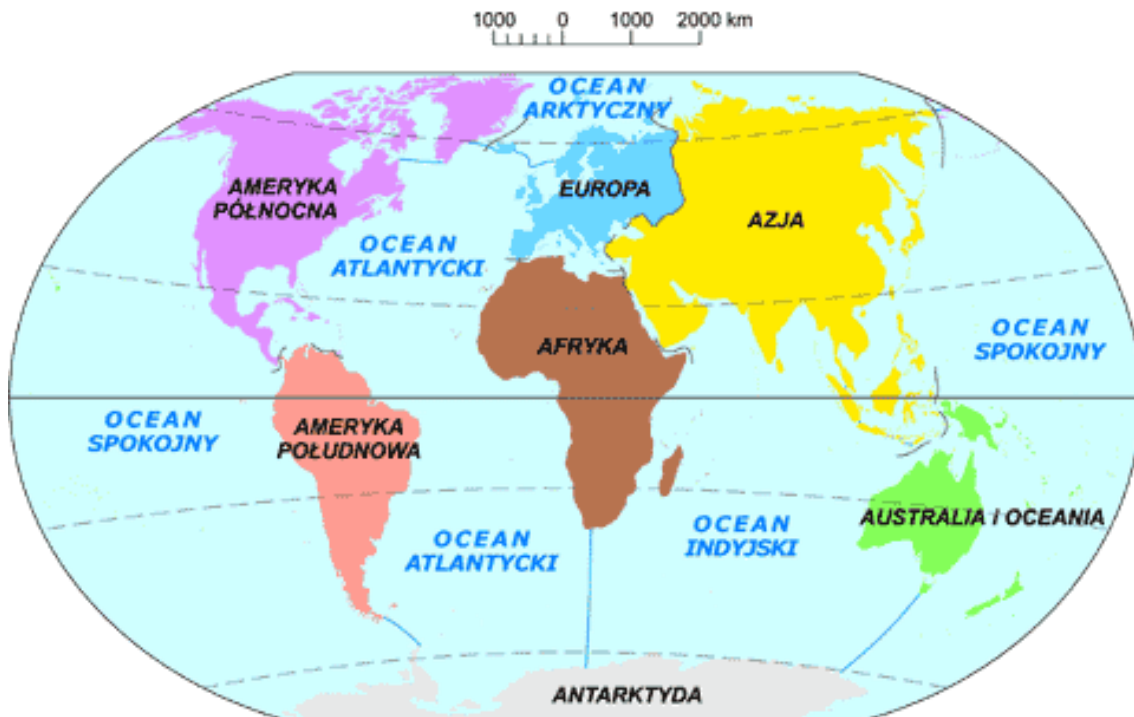 1000 0 1000 2000 km
OCEAN
ARKTYCZNY
AMERYKA
PÓŁNOCNA
EUROPA
AZJA
OCEAN
ATLANTYCKI
AFRYKA
OCEAN
SPOKOJNY
OCEAN
SPOKOJNY
AMERYKA
POŁUDNOWA
AUSTRALIA I OCEANIA
OCEAN
ATLANTYCKI
OCEAN
INDYJSKI
ANTARKTYDA